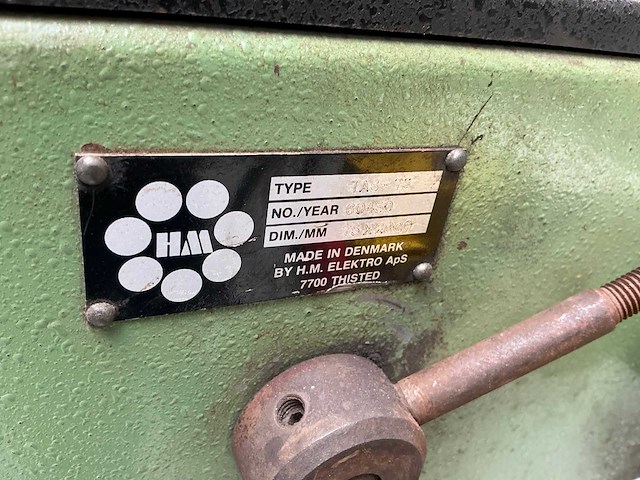 HM
TYPE
NO./YEAR
DIM./MM
MADE IN DENMARK
BY H.M. ELEKTRO ApS
7700 THISTED